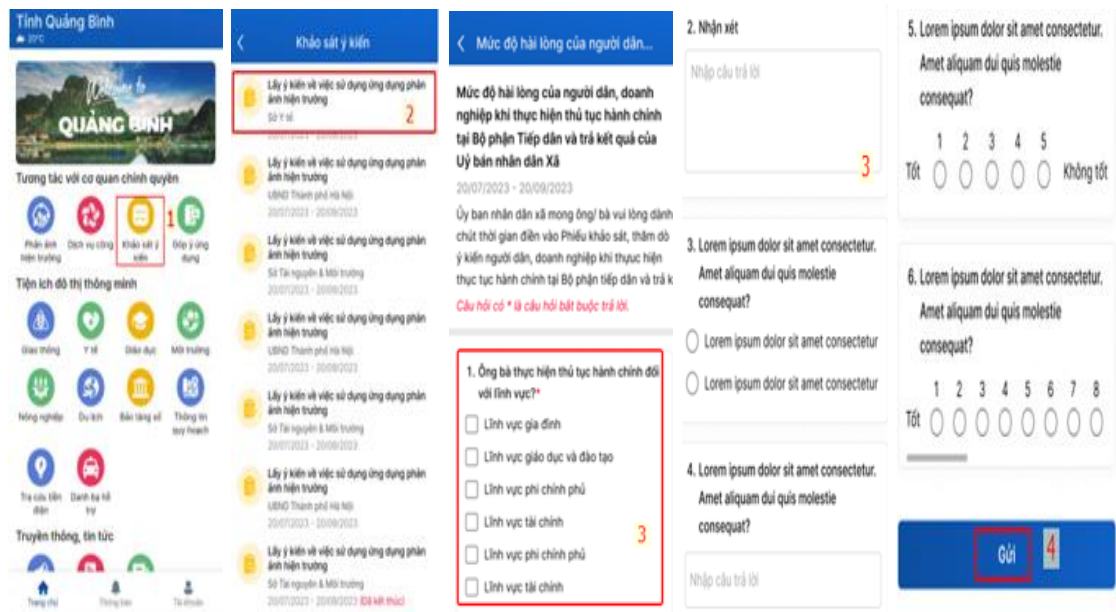 Tỉnh Quảng Bình
20°C
Welcome to
QUẢNG BÌNH
Tương tác với cơ quan chính quyền
1
Phản ánh hiện trường
Dịch vụ công
Khảo sát ý kiến
Góp ý ứng dụng
Tiện ích đô thị thông minh
Giao thông
Y tế
Giáo dục
Môi trường
Nông nghiệp
Du lịch
Bảo tàng số
Thông tin quy hoạch
Tra cứu tiền điện
Danh bạ hỗ trợ
Truyền thông, tin tức
Trang chủ
Thông báo
Tài khoản
Khảo sát ý kiến
Lấy ý kiến về việc sử dụng ứng dụng phản
ánh hiện trường
Sở Y tế
2
20/07/2023 - 20/09/2023
Lấy ý kiến về việc sử dụng ứng dụng phản
ánh hiện trường
UBND Thành phố Hà Nội
20/07/2023 - 20/09/2023
Lấy ý kiến về việc sử dụng ứng dụng phản
ánh hiện trường
Sở Tài nguyên & Môi trường
20/07/2023 - 20/09/2023
Lấy ý kiến về việc sử dụng ứng dụng phản
ánh hiện trường
UBND Thành phố Hà Nội
20/07/2023 - 20/09/2023
Lấy ý kiến về việc sử dụng ứng dụng phản
ánh hiện trường
Sở Tài nguyên & Môi trường
20/07/2023 - 20/09/2023
Lấy ý kiến về việc sử dụng ứng dụng phản
ánh hiện trường
UBND Thành phố Hà Nội
20/07/2023 - 20/09/2023
Lấy ý kiến về việc sử dụng ứng dụng phản
ánh hiện trường
Sở Tài nguyên & Môi trường
20/07/2023 - 20/09/2023 (Đã kết thúc)
Mức độ hài lòng của người dân...
Mức độ hài lòng của người dân, doanh
nghiệp khi thực hiện thủ tục hành chính
tại Bộ phận Tiếp dân và trả kết quả của
Uỷ bán nhân dân Xã
20/07/2023 - 20/09/2023
Ủy ban nhân dân xã mong ông/ bà vui lòng dành
chút thời gian điền vào Phiếu khảo sát, thăm dò
ý kiến người dân, doanh nghiệp khi thực hiện
thục tục hành chính tại Bộ phận tiếp dân và trả k
Câu hỏi có * là câu hỏi bắt buộc trả lời.
1. Ông bà thực hiện thủ tục hành chính đối
với lĩnh vực?*
Lĩnh vực gia đình
Lĩnh vực giáo dục và đào tạo
Lĩnh vực phi chính phủ
Lĩnh vực tài chính
3
Lĩnh vực phi chính phủ
Lĩnh vực tài chính
2. Nhận xét
Nhập câu trả lời
3
3. Lorem ipsum dolor sit amet consectetur.
Amet aliquam dui quis molestie
consequat?
Lorem ipsum dolor sit amet consectetur
Lorem ipsum dolor sit amet consectetur
4. Lorem ipsum dolor sit amet consectetur.
Amet aliquam dui quis molestie
consequat?
Nhập câu trả lời
5. Lorem ipsum dolor sit amet consectetur.
Amet aliquam dui quis molestie
consequat?
1 2 3 4 5
Tốt Không tốt
6. Lorem ipsum dolor sit amet consectetur.
Amet aliquam dui quis molestie
consequat?
1 2 3 4 5 6 7 8
Tốt
Gửi 4